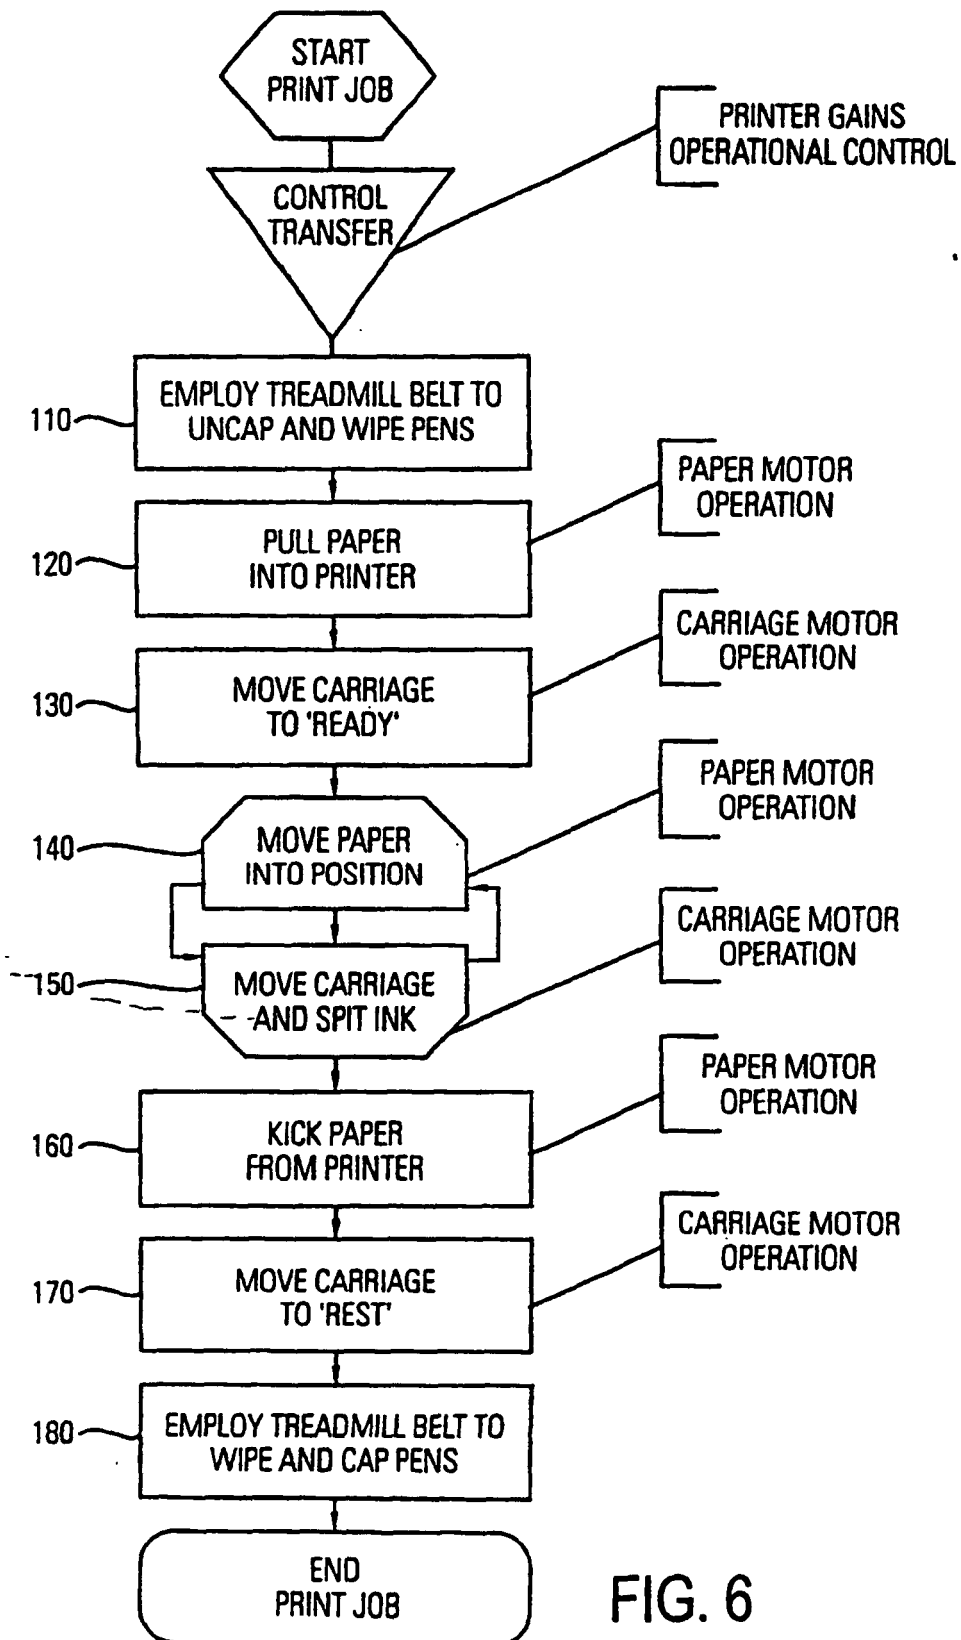 START
PRINT JOB
CONTROL
TRANSFER
PRINTER GAINS
OPERATIONAL CONTROL
110
EMPLOY TREADMILL BELT TO
UNCAP AND WIPE PENS
120
PULL PAPER
INTO PRINTER
PAPER MOTOR
OPERATION
130
MOVE CARRIAGE
TO 'READY'
CARRIAGE MOTOR
OPERATION
140
MOVE PAPER
INTO POSITION
PAPER MOTOR
OPERATION
150
MOVE CARRIAGE
AND SPIT INK
CARRIAGE MOTOR
OPERATION
160
KICK PAPER
FROM PRINTER
PAPER MOTOR
OPERATION
170
MOVE CARRIAGE
TO 'REST'
CARRIAGE MOTOR
OPERATION
180
EMPLOY TREADMILL BELT TO
WIPE AND CAP PENS
END
PRINT JOB
FIG. 6